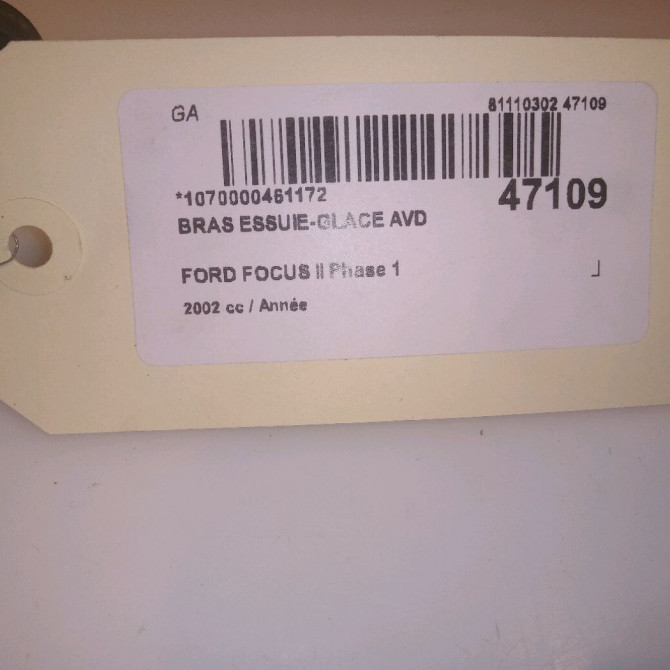 GA
81110302 47109
*1070000461172
47109
BRAS ESSUIE-GLACE AVD
FORD FOCUS II Phase 1
2002 cc / Année